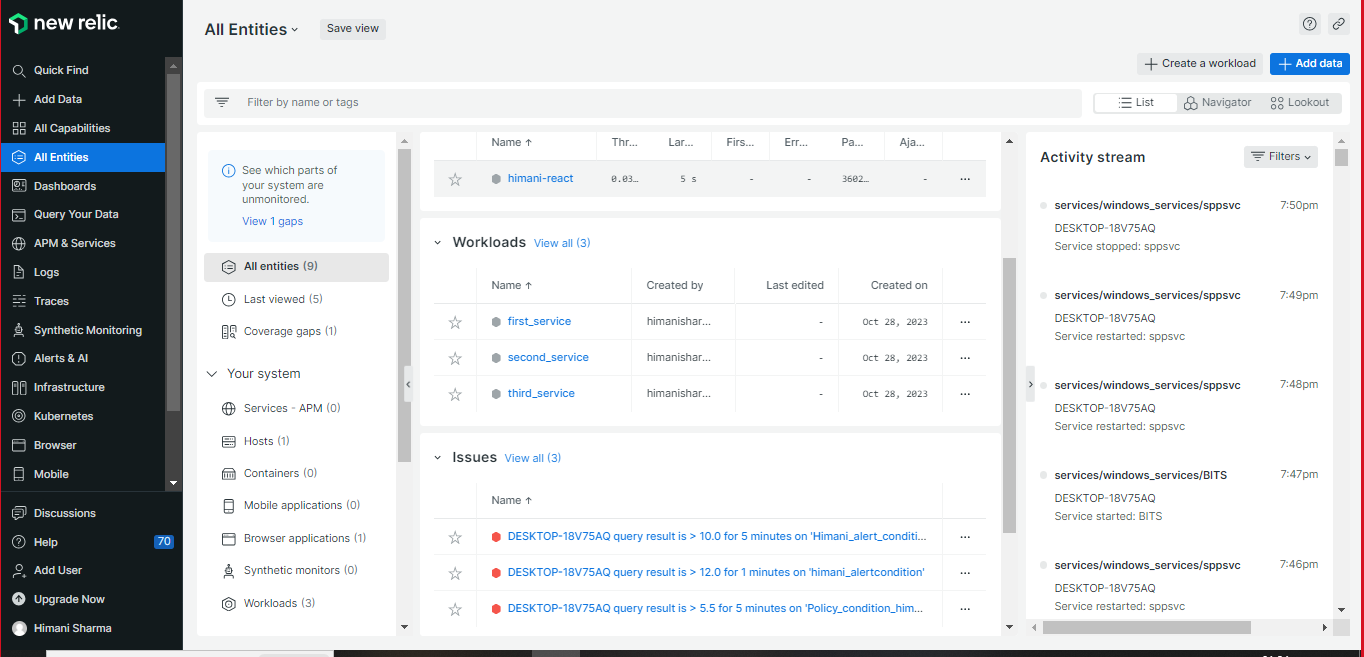 new relic
Quick Find
Add Data
All Capabilities
All Entities
Dashboards
Query Your Data
APM & Services
Logs
Traces
Synthetic Monitoring
Alerts & AI
Infrastructure
Kubernetes
Browser
Mobile
Discussions
Help 70
Add User
Upgrade Now
Himani Sharma
All Entities Save view
Create a workload Add data
Filter by name or tags
List Navigator Lookout
See which parts of
your system are
unmonitored.
View 1 gaps
All entities (9)
Last viewed (5)
Coverage gaps (1)
Your system
Services - APM (0)
Hosts (1)
Containers (0)
Mobile applications (0)
Browser applications (1)
Synthetic monitors (0)
Workloads (3)
Name ↑ Thr... Lar... Firs... Err... Pa... Aja...
himani-react 0.03... 5 s - - 3602... - ...
Workloads View all (3)
Name ↑ Created by Last edited Created on
first_service himanishar... - Oct 28, 2023 ...
second_service himanishar... - Oct 28, 2023 ...
third_service himanishar... - Oct 28, 2023 ...
Issues View all (3)
Name ↑
DESKTOP-18V75AQ query result is > 10.0 for 5 minutes on 'Himani_alert_conditi... ...
DESKTOP-18V75AQ query result is > 12.0 for 1 minutes on 'himani_alertcondition' ...
DESKTOP-18V75AQ query result is > 5.5 for 5 minutes on 'Policy_condition_him... ...
Activity stream Filters
services/windows_services/sppsvc 7:50pm
DESKTOP-18V75AQ
Service stopped: sppsvc
services/windows_services/sppsvc 7:49pm
DESKTOP-18V75AQ
Service restarted: sppsvc
services/windows_services/sppsvc 7:48pm
DESKTOP-18V75AQ
Service restarted: sppsvc
services/windows_services/BITS 7:47pm
DESKTOP-18V75AQ
Service started: BITS
services/windows_services/sppsvc 7:46pm
DESKTOP-18V75AQ
Service restarted: sppsvc